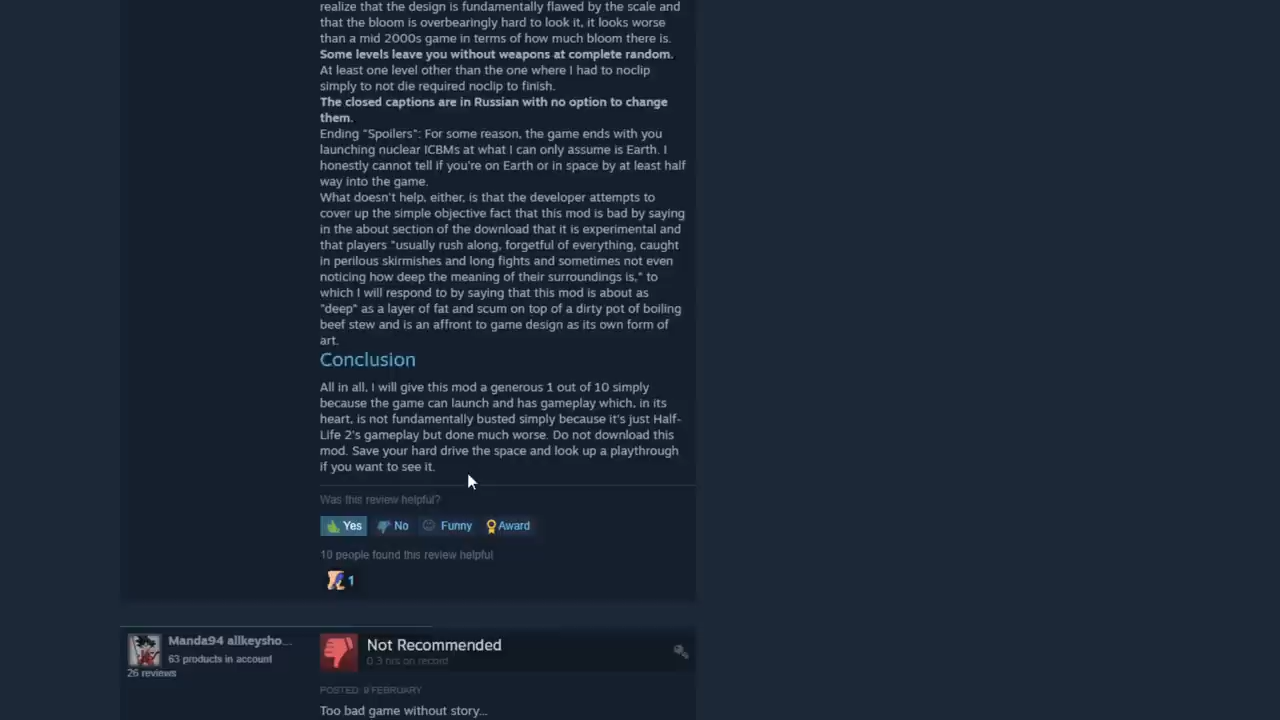 realize that the design is fundamentally flawed by the scale and
that the bloom is overbearingly hard to look it, it looks worse
than a mid 2000s game in terms of how much bloom there is.
Some levels leave you without weapons at complete random.
At least one level other than the one where I had to noclip
simply to not die required noclip to finish.
The closed captions are in Russian with no option to change
them.
Ending "Spoilers": For some reason, the game ends with you
launching nuclear ICBMs at what I can only assume is Earth. I
honestly cannot tell if you're on Earth or in space by at least half
way into the game.
What doesn't help, either, is that the developer attempts to
cover up the simple objective fact that this mod is bad by saying
in the about section of the download that it is experimental and
that players "usually rush along, forgetful of everything, caught
in perilous skirmishes and long fights and sometimes not even
noticing how deep the meaning of their surroundings is," to
which I will respond to by saying that this mod is about as
"deep" as a layer of fat and scum on top of a dirty pot of boiling
beef stew and is an affront to game design as its own form of
art.
Conclusion
All in all, I will give this mod a generous 1 out of 10 simply
because the game can launch and has gameplay which, in its
heart, is not fundamentally busted simply because it's just Half-
Life 2's gameplay but done much worse. Do not download this
mod. Save your hard drive the space and look up a playthrough
if you want to see it.
Was this review helpful?
Yes No Funny Award
10 people found this review helpful
1
Manda94 allkeysho...
63 products in account
26 reviews
Not Recommended
0.3 hrs on record
POSTED: 9 FEBRUARY
Too bad game without story...